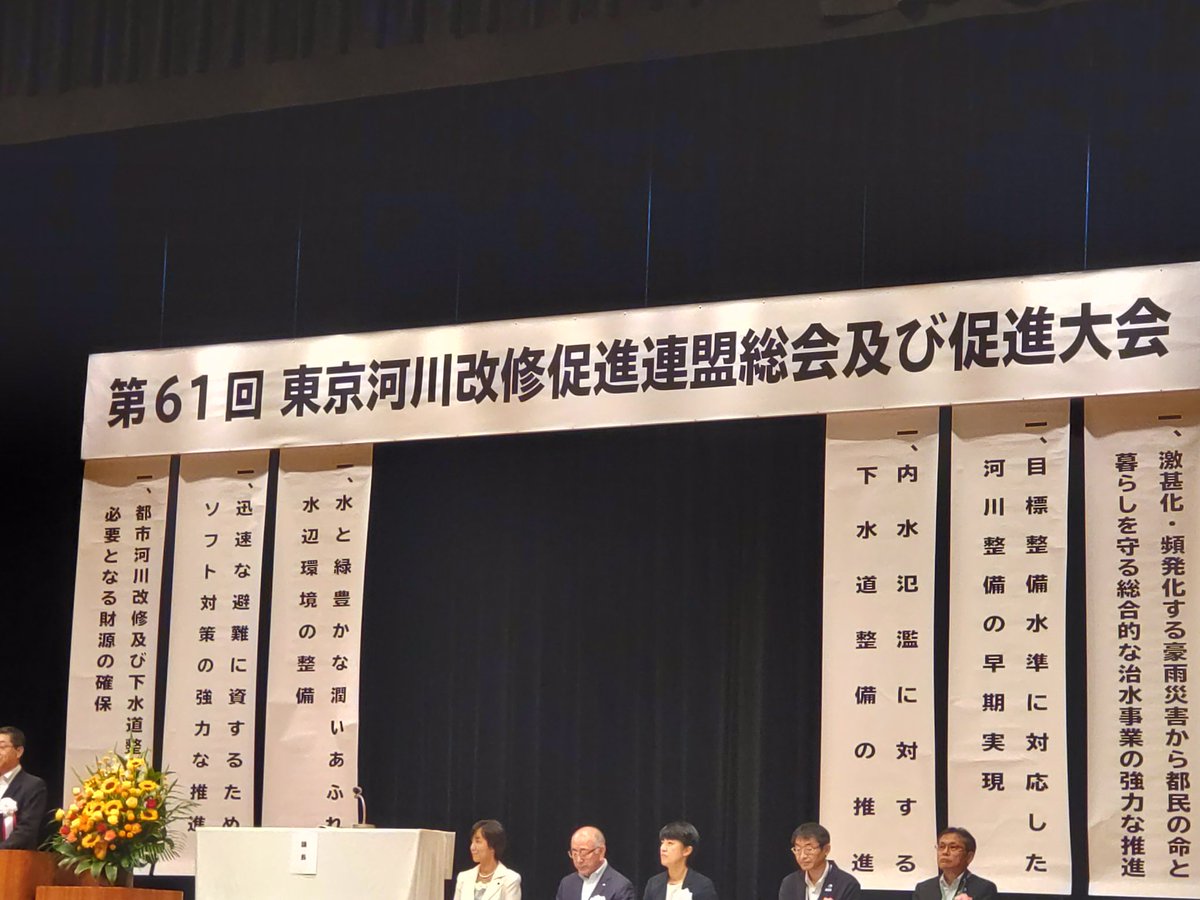 第61回 東京河川改修促進連盟総会及び促進大会
一、激甚化・頻発化する豪雨災害から都民の命と
暮らしを守る総合的な治水事業の強力な推進
一、目標整備水準に対応した
河川整備の早期実現
一、内水氾濫に対する
下水道整備の推進
一、水と緑豊かな潤いあふれ
水辺環境の整備
一、迅速な避難に資するため
ソフト対策の強力な推進
一、都市河川改修及び下水道整
必要となる財源の確保
議長